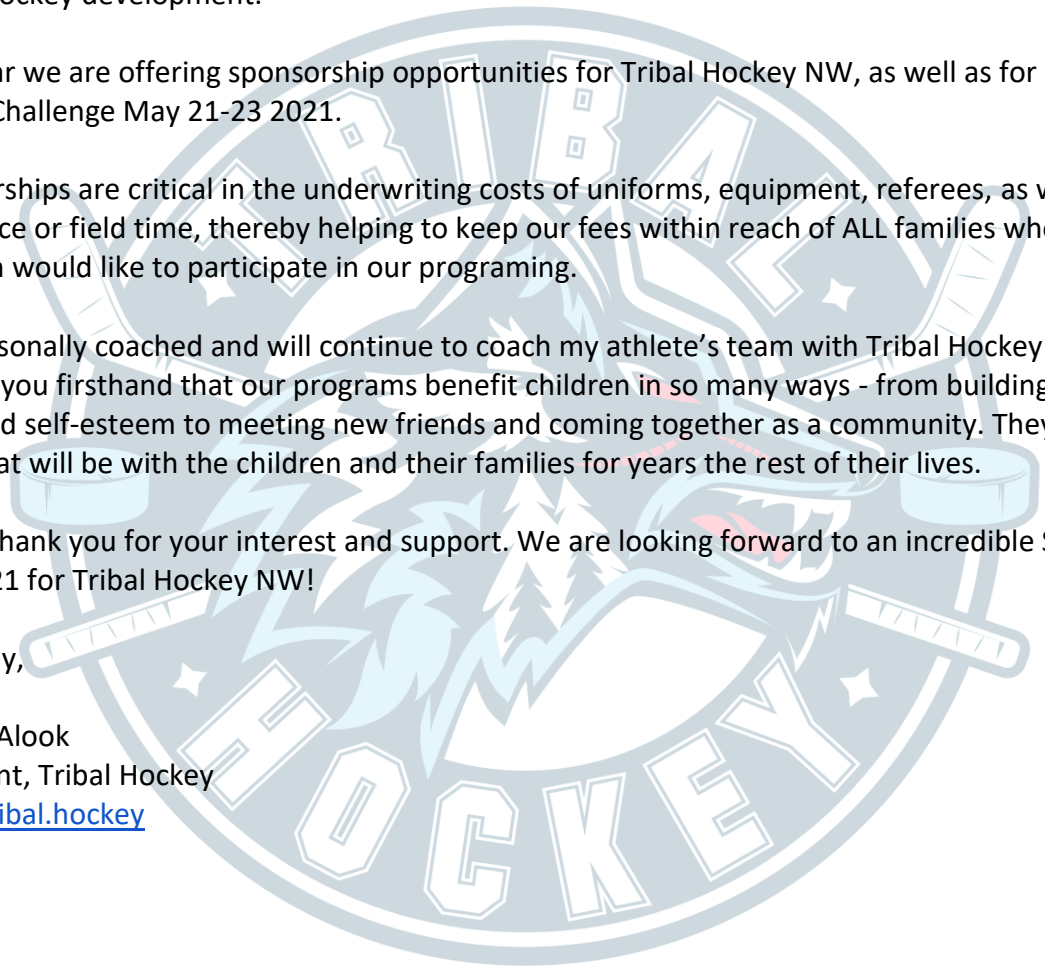 ockey development.
r we are offering sponsorship opportunities for Tribal Hockey NW, as well as for
Challenge May 21-23 2021.
rships are critical in the underwriting costs of uniforms, equipment, referees, as w
ce or field time, thereby helping to keep our fees within reach of ALL families who
would like to participate in our programing.
sonally coached and will continue to coach my athlete’s team with Tribal Hockey
you firsthand that our programs benefit children in so many ways - from building
d self-esteem to meeting new friends and coming together as a community. They
at will be with the children and their families for years the rest of their lives.
hank you for your interest and support. We are looking forward to an incredible S
21 for Tribal Hockey NW!
y,
Alook
nt, Tribal Hockey
ibal.hockey
TRIBAL
HOCKEY